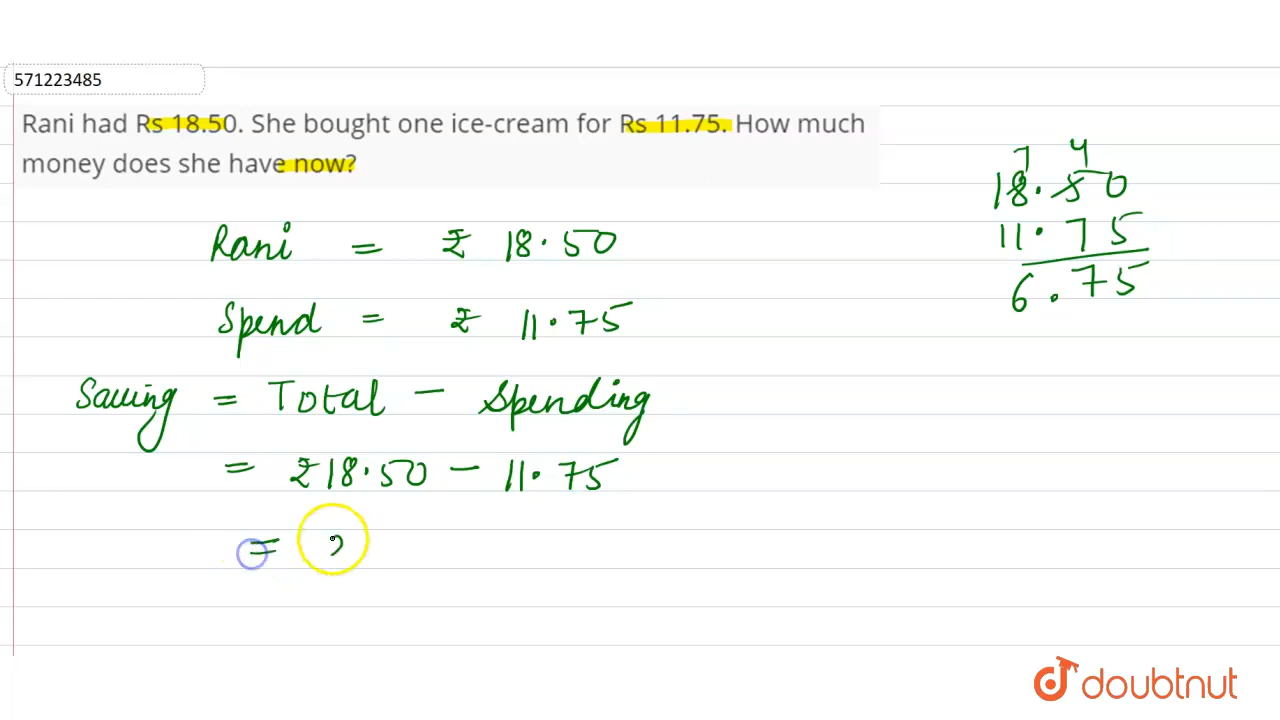 571223485
Rani had Rs 18.50. She bought one ice-cream for Rs 11.75. How much
money does she have now?
Rani = ₹ 18.50
Spend = ₹ 11.75
Saving = Total - Spending
= ₹18.50 - 11.75
=
7 4
18.50
11.75
6.75
doubtnut